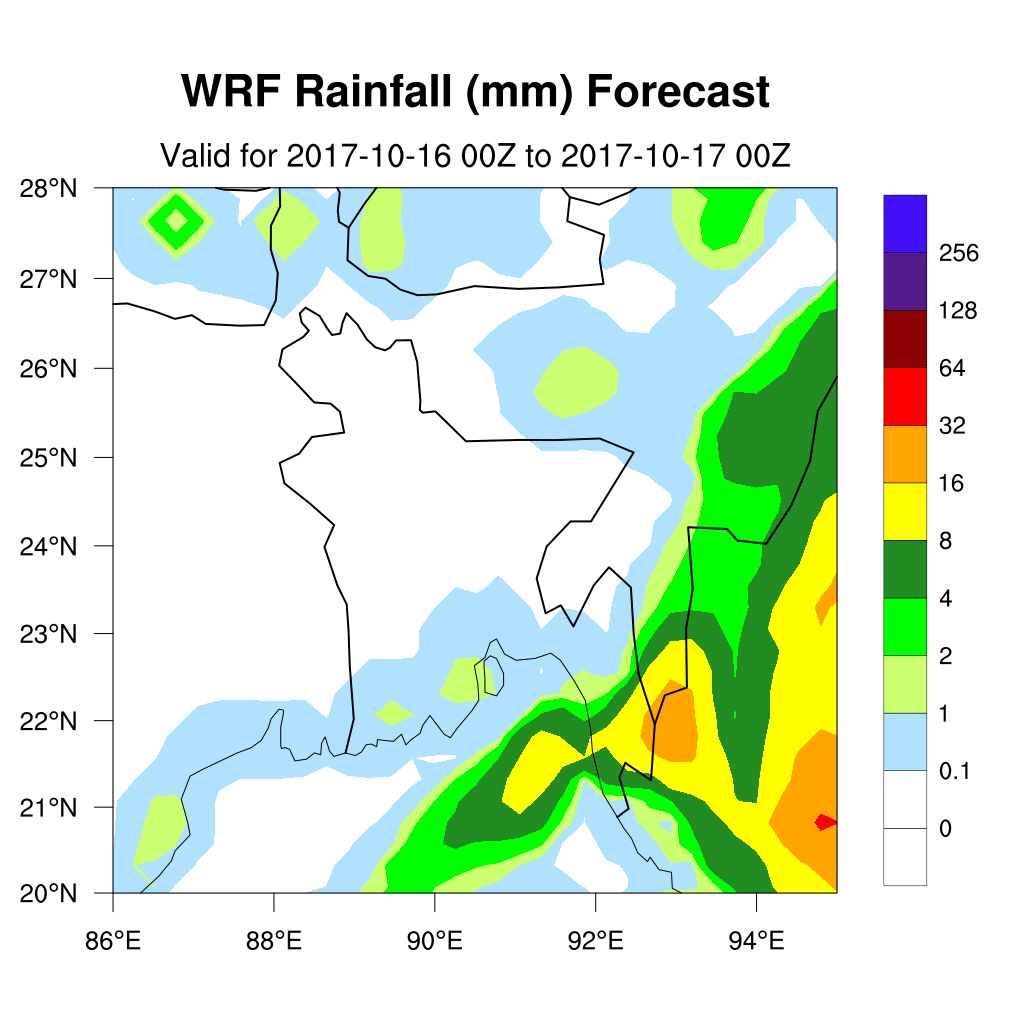 WRF Rainfall (mm) Forecast
Valid for 2017-10-16 00Z to 2017-10-17 00Z
28°N
27°N
26°N
25°N
24°N
23°N
22°N
21°N
20°N
86°E
88°E
90°E
92°E
94°E
256
128
64
32
16
8
4
2
1
0.1
0